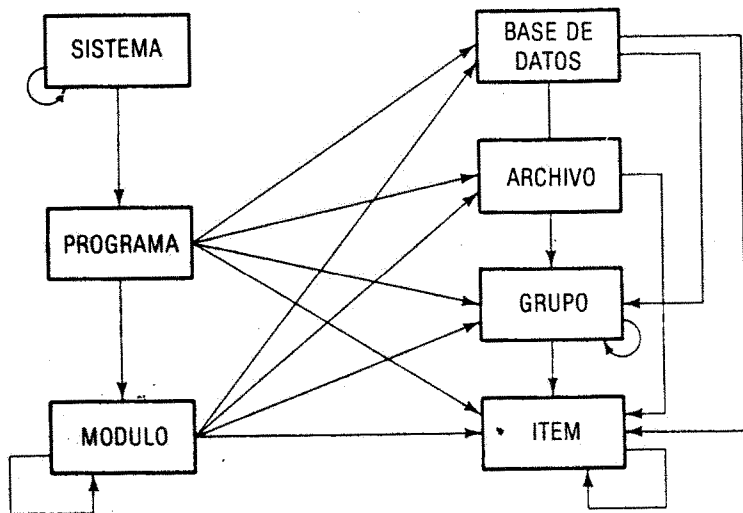 SISTEMA
BASE DE
DATOS
ARCHIVO
PROGRAMA
GRUPO
MODULO
ITEM